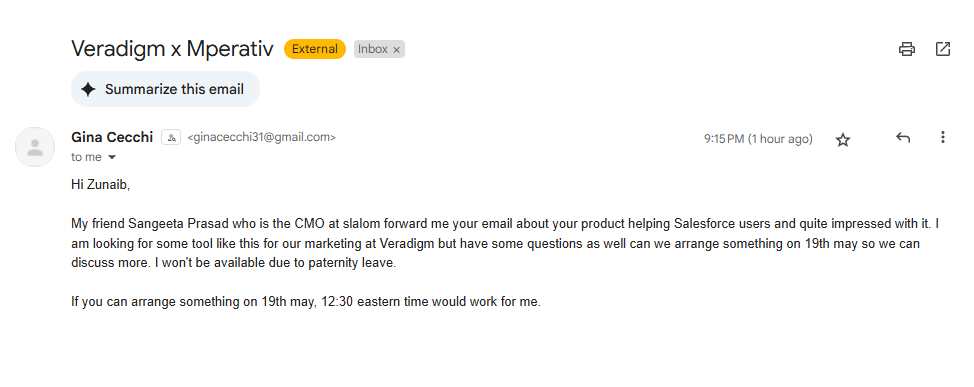 Veradigm x Mperativ External Inbox ×
Summarize this email
Gina Cecchi <ginacecchi31@gmail.com> 9:15 PM (1 hour ago)
to me
Hi Zunaib,
My friend Sangeeta Prasad who is the CMO at slalom forward me your email about your product helping Salesforce users and quite impressed with it. I
am looking for some tool like this for our marketing at Veradigm but have some questions as well can we arrange something on 19th may so we can
discuss more. I won't be available due to paternity leave.
If you can arrange something on 19th may, 12:30 eastern time would work for me.